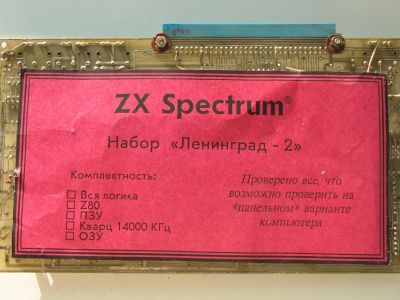 ZX Spectrum®
Набор «Ленинград - 2»
Комплектность:
Вся логика
Z80
ПЗУ
Кварц 14000 КГц
ОЗУ
Проверено все, что
возможно проверить на
«панельном» варианте
компьютера